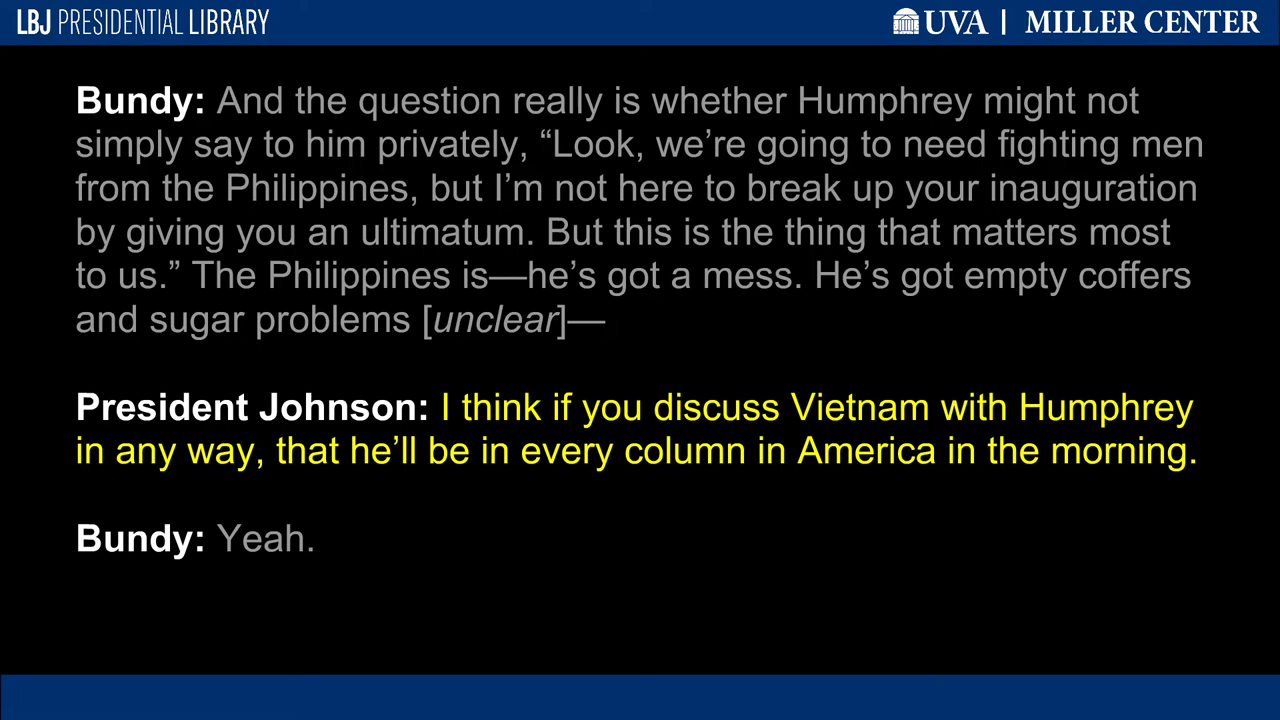 LBJ PRESIDENTIAL LIBRARY
UVA | MILLER CENTER
Bundy: And the question really is whether Humphrey might not
simply say to him privately, “Look, we’re going to need fighting men
from the Philippines, but I’m not here to break up your inauguration
by giving you an ultimatum. But this is the thing that matters most
to us.” The Philippines is—he’s got a mess. He’s got empty coffers
and sugar problems [unclear]—
President Johnson: I think if you discuss Vietnam with Humphrey
in any way, that he’ll be in every column in America in the morning.
Bundy: Yeah.